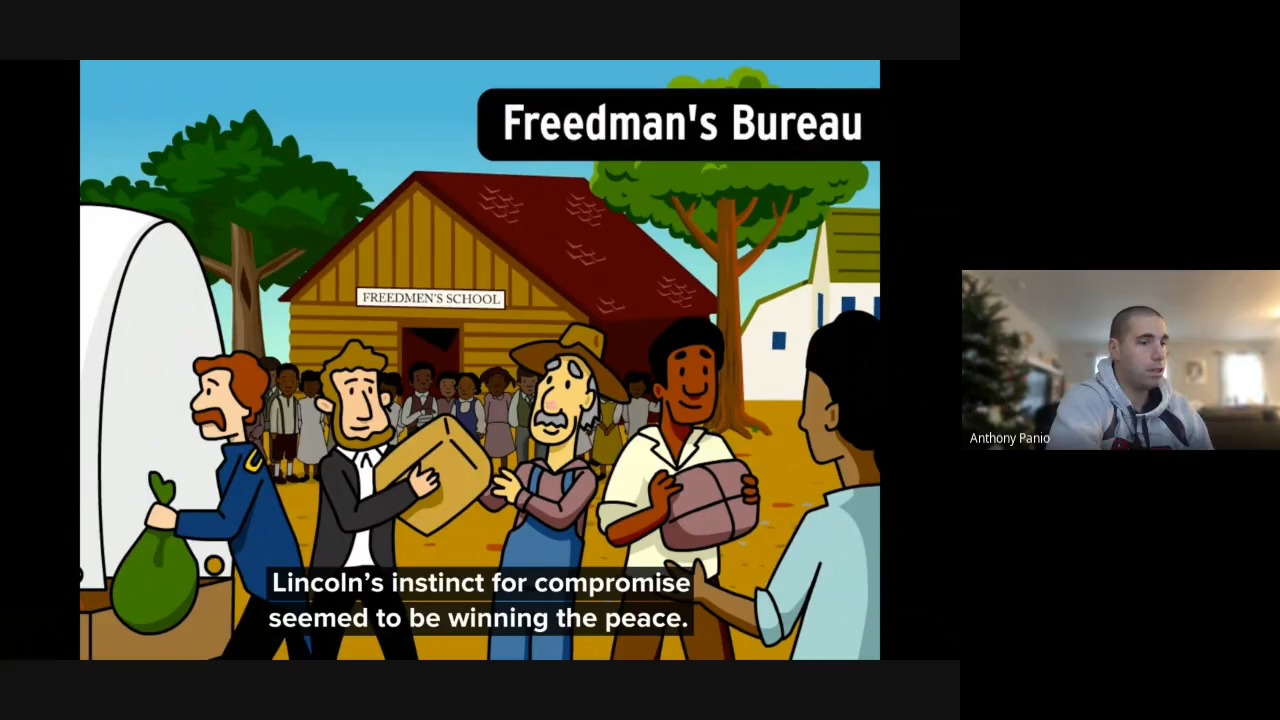 Freedman's Bureau
FREEDMEN'S SCHOOL
Lincoln’s instinct for compromise
seemed to be winning the peace.
Anthony Panio